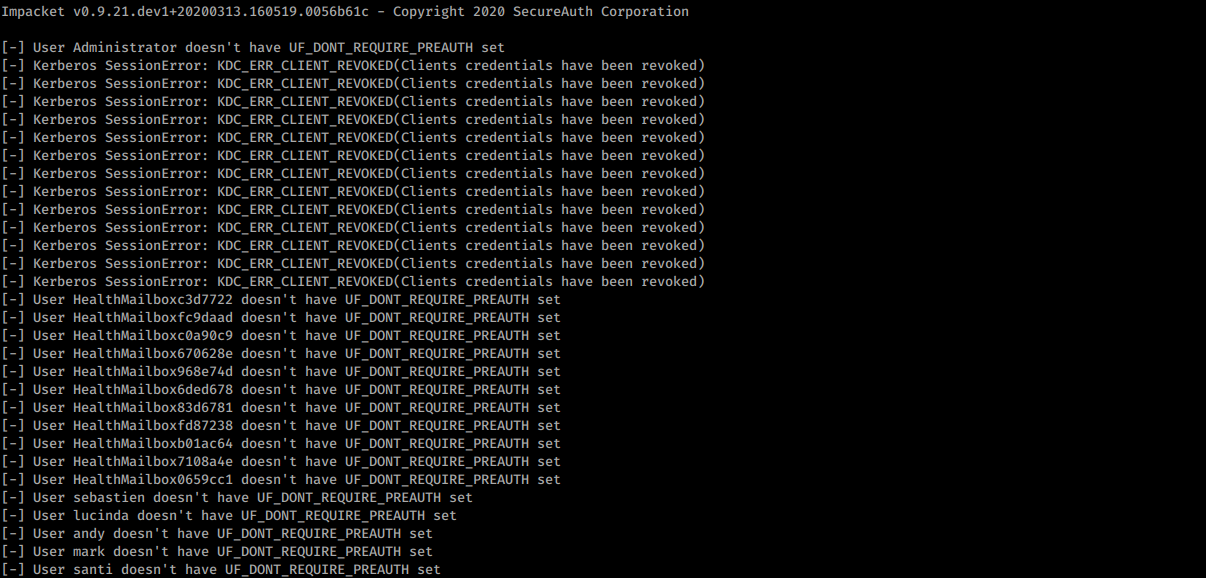 Impacket v0.9.21.dev1+20200313.160519.0056b61c - Copyright 2020 SecureAuth Corporation
[-] User Administrator doesn't have UF_DONT_REQUIRE_PREAUTH set
[-] Kerberos SessionError: KDC_ERR_CLIENT_REVOKED(Clients credentials have been revoked)
[-] Kerberos SessionError: KDC_ERR_CLIENT_REVOKED(Clients credentials have been revoked)
[-] Kerberos SessionError: KDC_ERR_CLIENT_REVOKED(Clients credentials have been revoked)
[-] Kerberos SessionError: KDC_ERR_CLIENT_REVOKED(Clients credentials have been revoked)
[-] Kerberos SessionError: KDC_ERR_CLIENT_REVOKED(Clients credentials have been revoked)
[-] Kerberos SessionError: KDC_ERR_CLIENT_REVOKED(Clients credentials have been revoked)
[-] Kerberos SessionError: KDC_ERR_CLIENT_REVOKED(Clients credentials have been revoked)
[-] Kerberos SessionError: KDC_ERR_CLIENT_REVOKED(Clients credentials have been revoked)
[-] Kerberos SessionError: KDC_ERR_CLIENT_REVOKED(Clients credentials have been revoked)
[-] Kerberos SessionError: KDC_ERR_CLIENT_REVOKED(Clients credentials have been revoked)
[-] Kerberos SessionError: KDC_ERR_CLIENT_REVOKED(Clients credentials have been revoked)
[-] Kerberos SessionError: KDC_ERR_CLIENT_REVOKED(Clients credentials have been revoked)
[-] Kerberos SessionError: KDC_ERR_CLIENT_REVOKED(Clients credentials have been revoked)
[-] User HealthMailboxc3d7722 doesn't have UF_DONT_REQUIRE_PREAUTH set
[-] User HealthMailboxfc9daad doesn't have UF_DONT_REQUIRE_PREAUTH set
[-] User HealthMailboxc0a90c9 doesn't have UF_DONT_REQUIRE_PREAUTH set
[-] User HealthMailbox670628e doesn't have UF_DONT_REQUIRE_PREAUTH set
[-] User HealthMailbox968e74d doesn't have UF_DONT_REQUIRE_PREAUTH set
[-] User HealthMailbox6ded678 doesn't have UF_DONT_REQUIRE_PREAUTH set
[-] User HealthMailbox83d6781 doesn't have UF_DONT_REQUIRE_PREAUTH set
[-] User HealthMailboxfd87238 doesn't have UF_DONT_REQUIRE_PREAUTH set
[-] User HealthMailboxb01ac64 doesn't have UF_DONT_REQUIRE_PREAUTH set
[-] User HealthMailbox7108a4e doesn't have UF_DONT_REQUIRE_PREAUTH set
[-] User HealthMailbox0659cc1 doesn't have UF_DONT_REQUIRE_PREAUTH set
[-] User sebastien doesn't have UF_DONT_REQUIRE_PREAUTH set
[-] User lucinda doesn't have UF_DONT_REQUIRE_PREAUTH set
[-] User andy doesn't have UF_DONT_REQUIRE_PREAUTH set
[-] User mark doesn't have UF_DONT_REQUIRE_PREAUTH set
[-] User santi doesn't have UF_DONT_REQUIRE_PREAUTH set